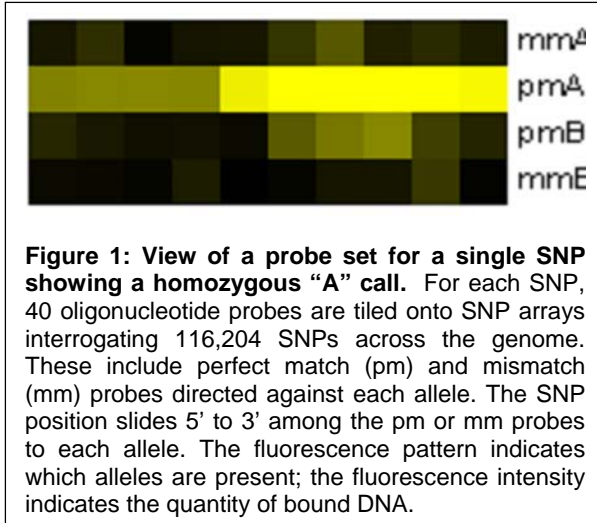 mmA
pmA
pmB
mmB
Figure 1: View of a probe set for a single SNP
showing a homozygous “A” call. For each SNP,
40 oligonucleotide probes are tiled onto SNP arrays
interrogating 116,204 SNPs across the genome.
These include perfect match (pm) and mismatch
(mm) probes directed against each allele. The SNP
position slides 5’ to 3’ among the pm or mm probes
to each allele. The fluorescence pattern indicates
which alleles are present; the fluorescence intensity
indicates the quantity of bound DNA.